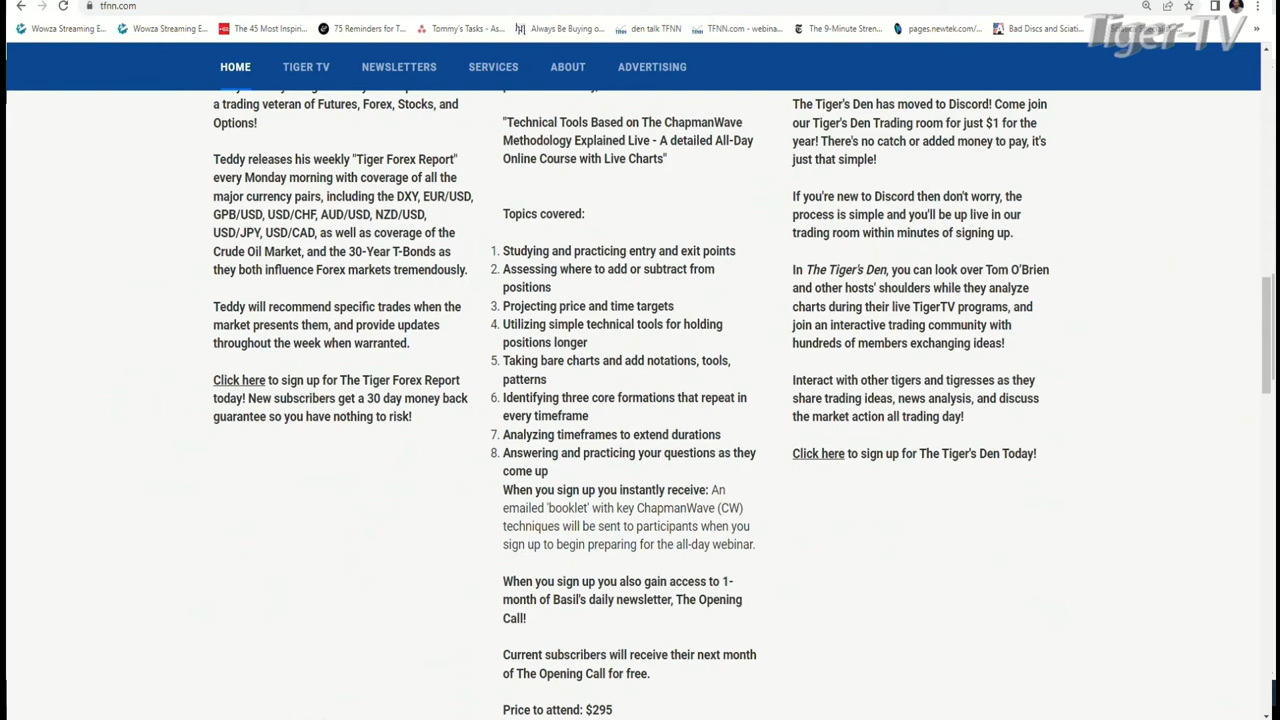 tfnn.com
Wowza Streaming E...
Wowza Streaming E...
The 45 Most Inspiri...
75 Reminders for T...
Tommy's Tasks - As...
Always Be Buying o...
den talk TFNN
TFNN.com - webina...
The 9-Minute Stren...
pages.newtek.com/...
Bad Discs and Sciati...
Tiger-TV
HOME
TIGER TV
NEWSLETTERS
SERVICES
ABOUT
ADVERTISING
a trading veteran of Futures, Forex, Stocks, and
Options!
Teddy releases his weekly "Tiger Forex Report"
every Monday morning with coverage of all the
major currency pairs, including the DXY, EUR/USD,
GPB/USD, USD/CHF, AUD/USD, NZD/USD,
USD/JPY, USD/CAD, as well as coverage of the
Crude Oil Market, and the 30-Year T-Bonds as
they both influence Forex markets tremendously.
Teddy will recommend specific trades when the
market presents them, and provide updates
throughout the week when warranted.
Click here to sign up for The Tiger Forex Report
today! New subscribers get a 30 day money back
guarantee so you have nothing to risk!
"Technical Tools Based on The ChapmanWave
Methodology Explained Live - A detailed All-Day
Online Course with Live Charts"
Topics covered:
1. Studying and practicing entry and exit points
2. Assessing where to add or subtract from
positions
3. Projecting price and time targets
4. Utilizing simple technical tools for holding
positions longer
5. Taking bare charts and add notations, tools,
patterns
6. Identifying three core formations that repeat in
every timeframe
7. Analyzing timeframes to extend durations
8. Answering and practicing your questions as they
come up
When you sign up you instantly receive: An
emailed 'booklet' with key ChapmanWave (CW)
techniques will be sent to participants when you
sign up to begin preparing for the all-day webinar.
When you sign up you also gain access to 1-
month of Basil's daily newsletter, The Opening
Call!
Current subscribers will receive their next month
of The Opening Call for free.
Price to attend: $295
The Tiger's Den has moved to Discord! Come join
our Tiger's Den Trading room for just $1 for the
year! There's no catch or added money to pay, it's
just that simple!
If you're new to Discord then don't worry, the
process is simple and you'll be up live in our
trading room within minutes of signing up.
In The Tiger's Den, you can look over Tom O'Brien
and other hosts' shoulders while they analyze
charts during their live TigerTV programs, and
join an interactive trading community with
hundreds of members exchanging ideas!
Interact with other tigers and tigresses as they
share trading ideas, news analysis, and discuss
the market action all trading day!
Click here to sign up for The Tiger's Den Today!